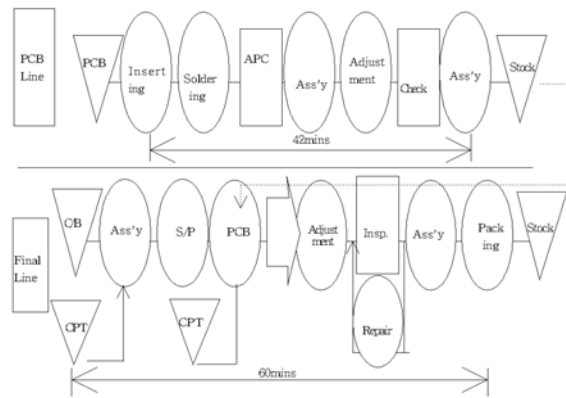 PCB
Line
PCB
Insert
ing
Solder
ing
APC
Ass'y
Adjust
ment
Check
Ass'y
Stock
42mins
Final
Line
C/B
Ass'y
S/P
PCB
Adjust
ment
Insp.
Ass'y
Pack
ing
Stock
CPT
CPT
Repair
60mins